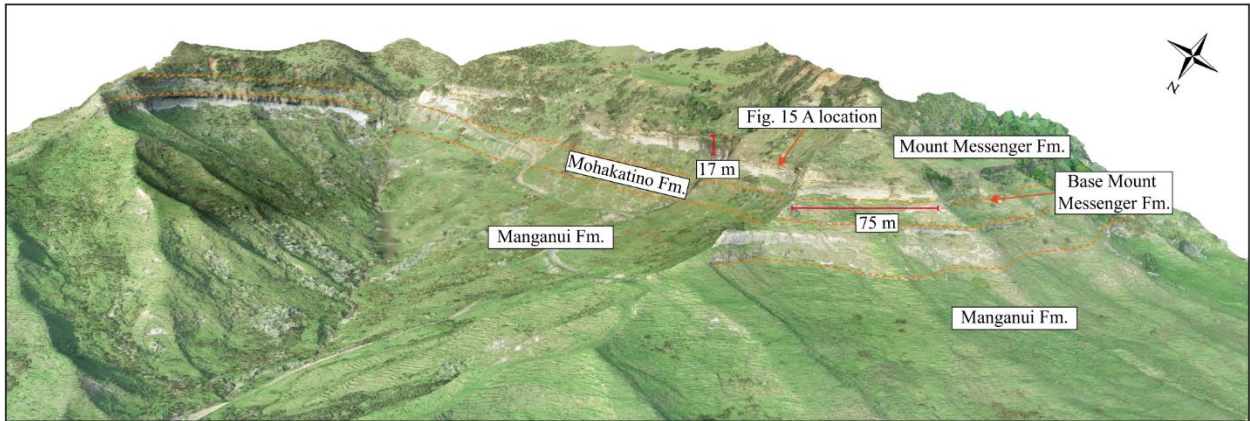 N
Fig. 15 A location
Mount Messenger Fm.
17 m
Mohakatino Fm.
Base Mount
Messenger Fm.
75 m
Manganui Fm.
Manganui Fm.